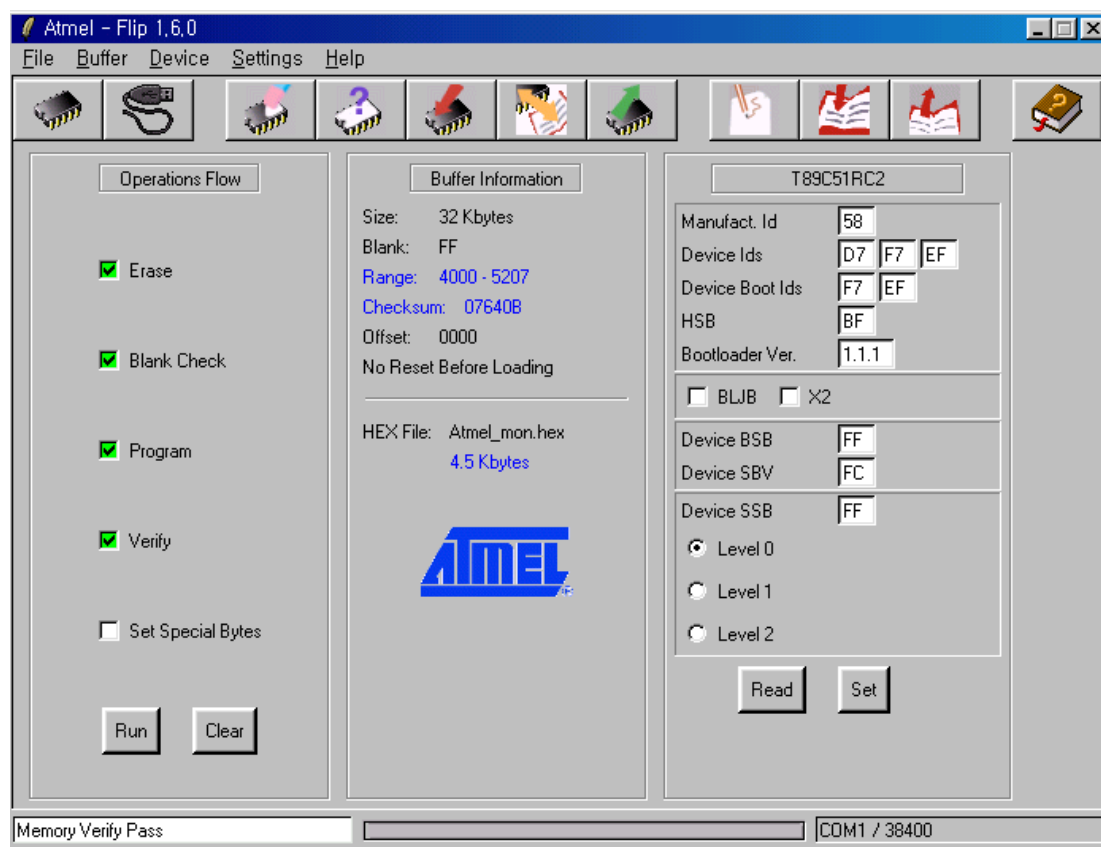 Atmel - Flip 1,6,0
File Buffer Device Settings Help
Operations Flow
Erase
Blank Check
Program
Verify
Set Special Bytes
Run Clear
Buffer Information
Size: 32 Kbytes
Blank: FF
Range: 4000 - 5207
Checksum: 07640B
Offset: 0000
No Reset Before Loading
HEX File: Atmel_mon.hex
4.5 Kbytes
ATMEL
T89C51RC2
Manufact. Id 58
Device Ids D7 F7 EF
Device Boot Ids F7 EF
HSB BF
Bootloader Ver. 1.1.1
BLJB X2
Device BSB FF
Device SBV FC
Device SSB FF
Level 0
Level 1
Level 2
Read Set
Memory Verify Pass
COM1 / 38400